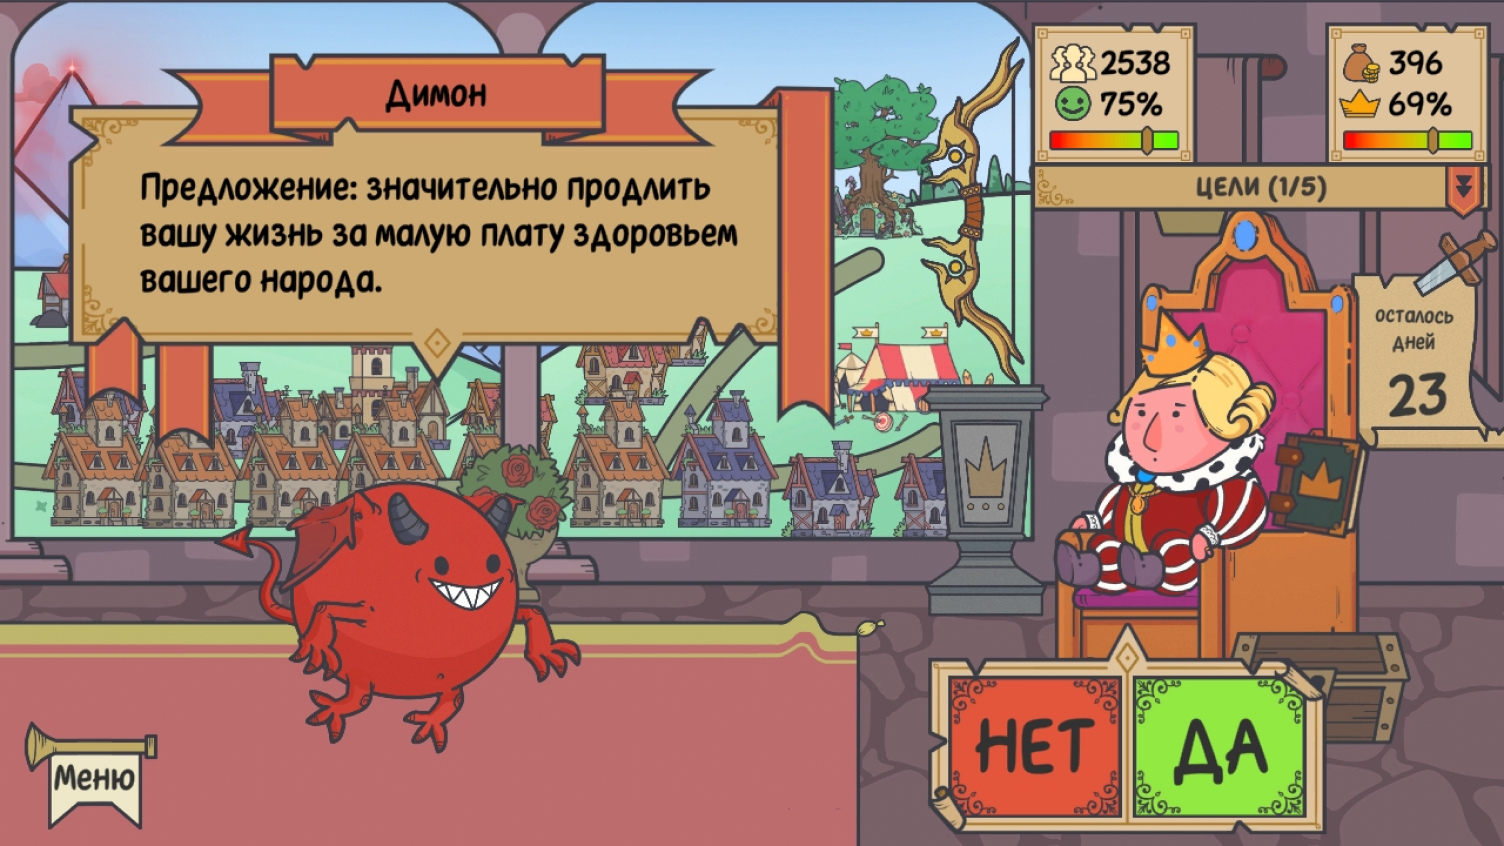 Димон
Предложение: значительно продлить
вашу жизнь за малую плату здоровьем
вашего народа.
2538
75%
396
69%
ЦЕЛИ (1/5)
осталось
дней
23
Меню
НЕТ
ДА